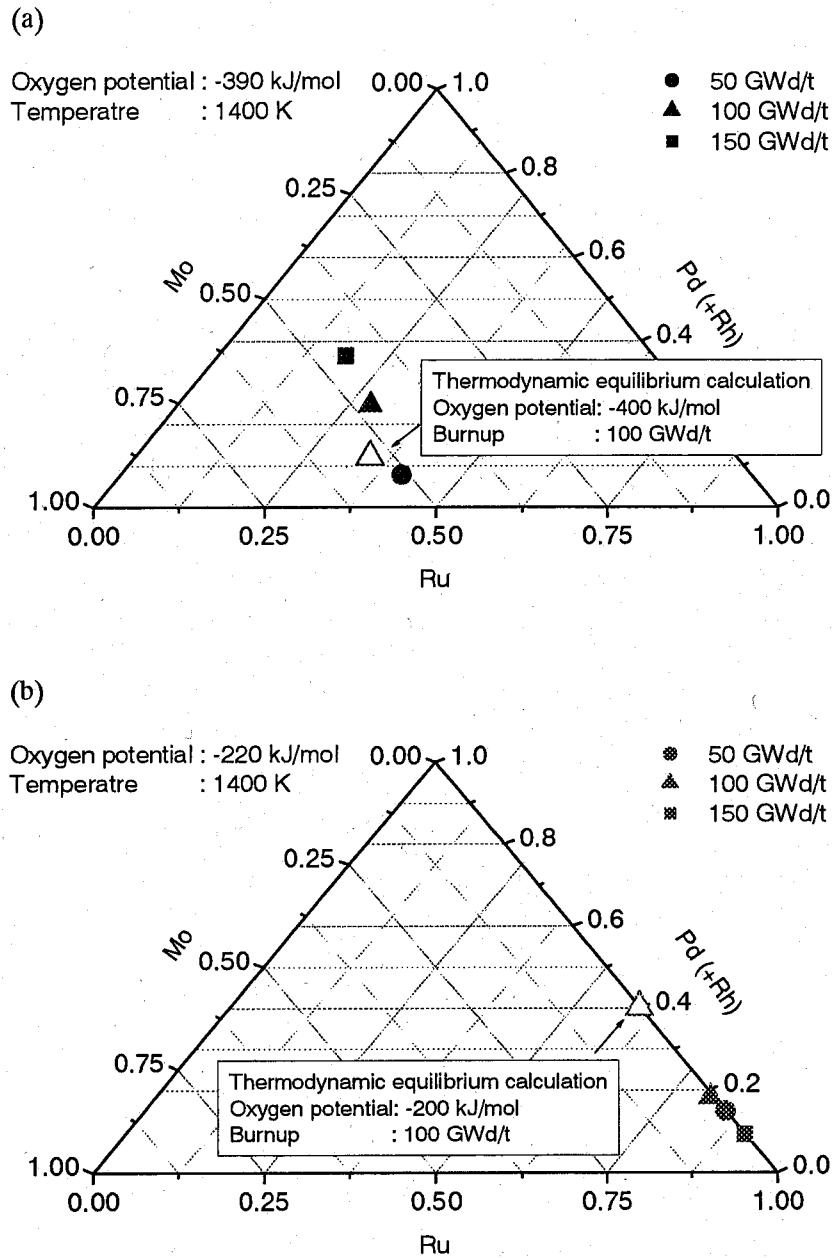 (a)
Oxygen potential : -390 kJ/mol
Temperatre : 1400 K
50 GWd/t
100 GWd/t
150 GWd/t
0.00 1.0
0.8
0.25
0.6
Mo
Pd (+Rh)
0.50
0.4
Thermodynamic equilibrium calculation
Oxygen potential: -400 kJ/mol
Burnup : 100 GWd/t
0.75
1.00
0.0
0.00 0.25 0.50 0.75 1.00
Ru
(b)
Oxygen potential : -220 kJ/mol
Temperatre : 1400 K
50 GWd/t
100 GWd/t
150 GWd/t
0.00 1.0
0.8
0.25
0.6
Mo
Pd (+Rh)
0.50
0.4
0.75
Thermodynamic equilibrium calculation
Oxygen potential: -200 kJ/mol
Burnup : 100 GWd/t
0.2
1.00
0.0
0.00 0.25 0.50 0.75 1.00
Ru